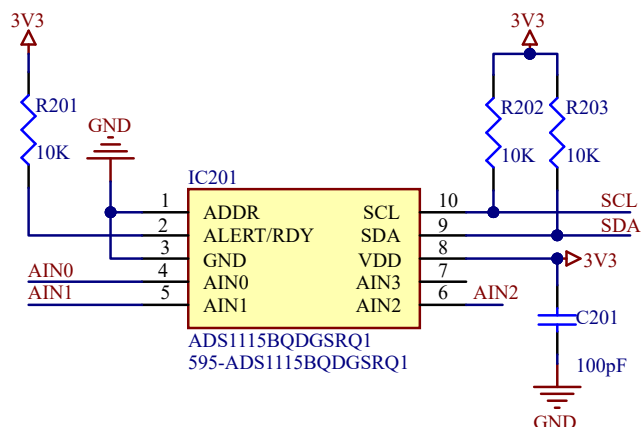 3V3
3V3
R201
10K
GND
R202
R203
10K
10K
IC201
1
ADDR
SCL
10
SCL
2
ALERT/RDY
SDA
9
SDA
3
GND
VDD
8
3V3
AIN0
4
AIN0
AIN3
7
AIN1
5
AIN1
AIN2
6
AIN2
C201
ADS1115BQDGSRQ1
595-ADS1115BQDGSRQ1
100pF
GND